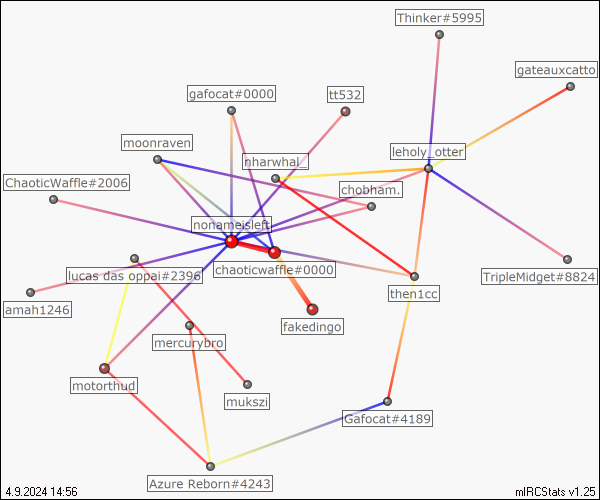 Thinker#5995
gateauxcatto
gafocat#0000
tt532
moonraven
nharwhal_
leholy_otter
ChaoticWaffle#2006
chobham.
nonameisleft
chaoticwaffle#0000
lucas das oppai#2396
TripleMidget#8824
then1cc
amah1246
fakedingo
mercurybro
motorthud
mukszi
Gafocat#4189
Azure Reborn#4243
4.9.2024 14:56
mIRCStats v1.25